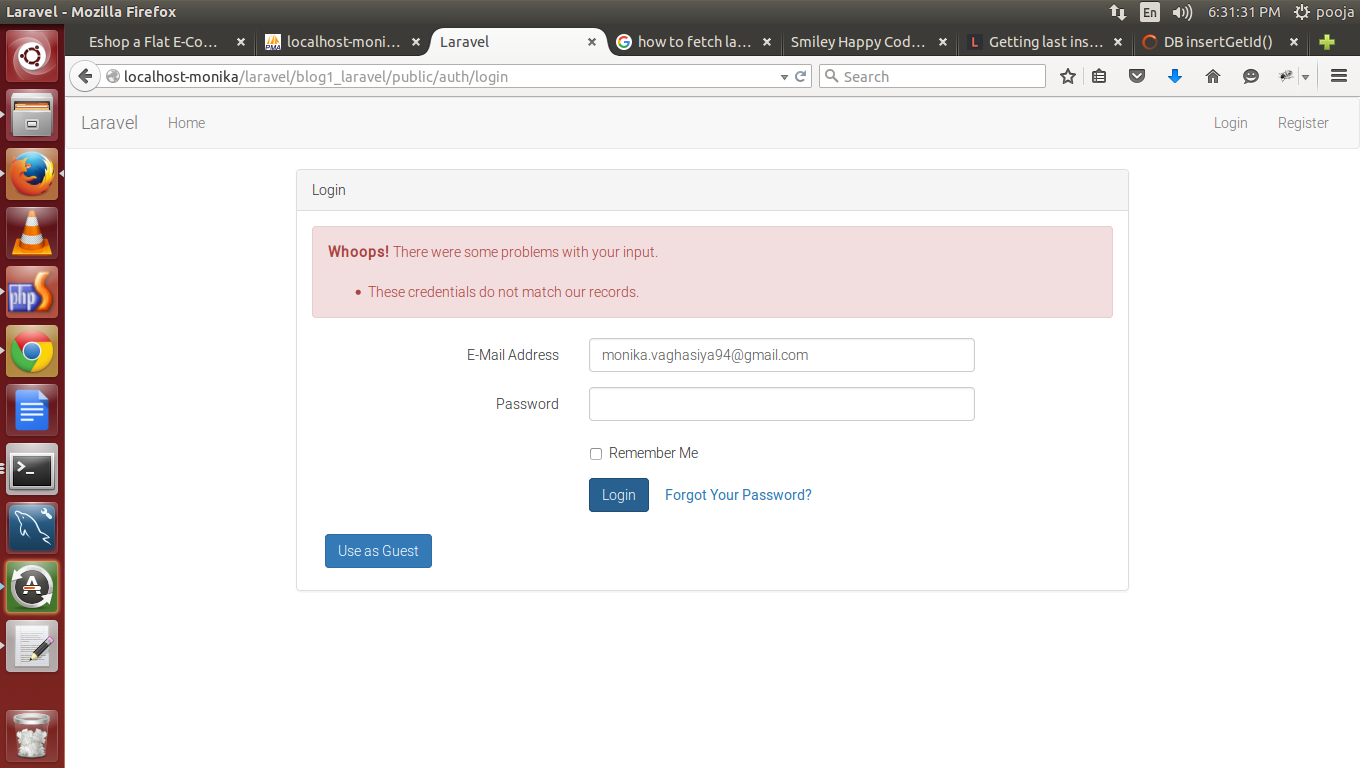 Laravel - Mozilla Firefox
En
6:31:31 PM
pooja
Eshop a Flat E-Co...
PMA
localhost-moni...
Laravel
G
how to fetch la...
Smiley Happy Cod...
L
Getting last ins...
DB insertGetId()
localhost-monika/laravel/blog1_laravel/public/auth/login
Search
Laravel
Home
Login
Register
Login
Whoops! There were some problems with your input.
• These credentials do not match our records.
E-Mail Address
monika.vaghasiya94@gmail.com
Password
Remember Me
Login
Forgot Your Password?
Use as Guest
php
S
>_
A